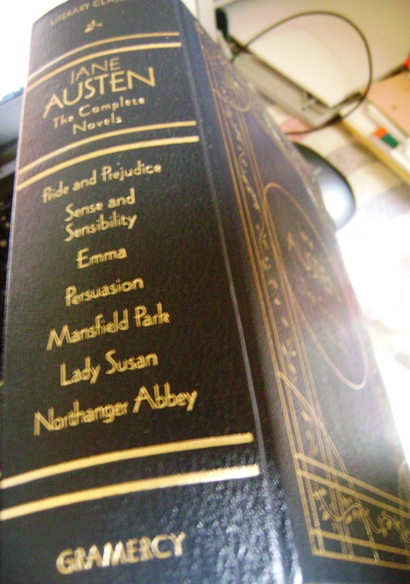 LITERARY
JANE
AUSTEN
The Complete
Novels
Pride and Prejudice
Sense and
Sensibility
Emma
Persuasion
Mansfield Park
Lady Susan
Northanger Abbey
GRAMERCY